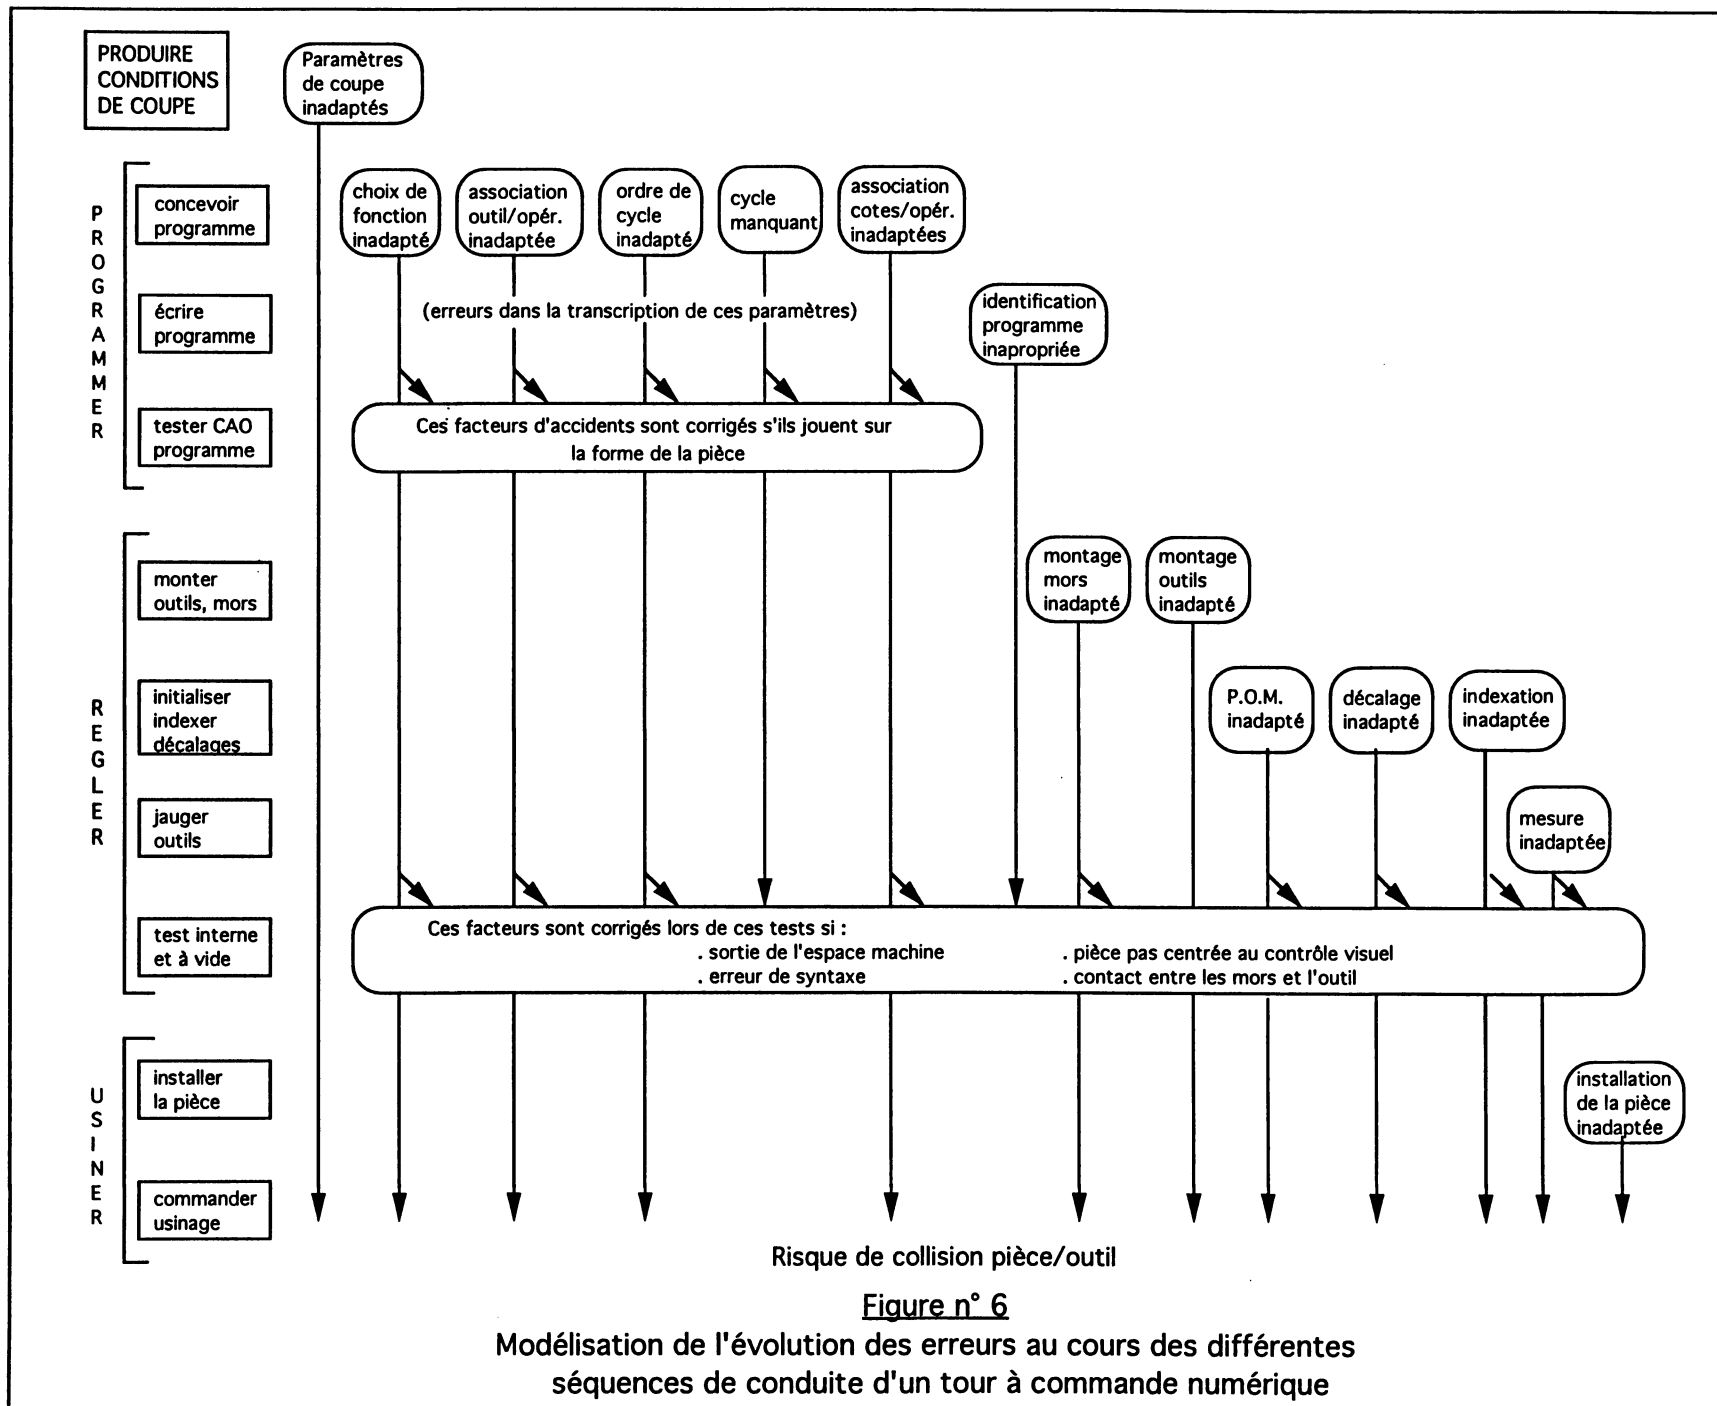 PRODUIRE
CONDITIONS
DE COUPE
Paramètres
de coupe
inadaptés
PROGRAMMER
concevoir
programme
choix de
fonction
inadapté
association
outil/opér.
inadaptée
ordre de
cycle
inadapté
cycle
manquant
association
cotes/opér.
inadaptées
écrire
programme
(erreurs dans la transcription de ces paramètres)
identification
programme
inapropriée
tester CAO
programme
Ces facteurs d'accidents sont corrigés s'ils jouent sur
la forme de la pièce
REGLER
monter
outils, mors
montage
mors
inadapté
montage
outils
inadapté
initialiser
indexer
décalages
P.O.M.
inadapté
décalage
inadapté
indexation
inadaptée
jauger
outils
mesure
inadaptée
test interne
et à vide
Ces facteurs sont corrigés lors de ces tests si :
. sortie de l'espace machine
. erreur de syntaxe
. pièce pas centrée au contrôle visuel
. contact entre les mors et l'outil
USINER
installer
la pièce
installation
de la pièce
inadaptée
commander
usinage
Risque de collision pièce/outil
Figure n° 6
Modélisation de l'évolution des erreurs au cours des différentes
séquences de conduite d'un tour à commande numérique